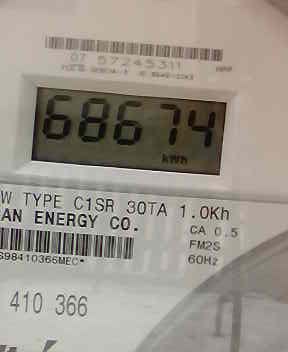 07 57245311
68674
kWh
W TYPE C1SR 30TA 1.0Kh
AN ENERGY CO.
CA 0.5
FM2S
S98410366MEC
60Hz
410 366